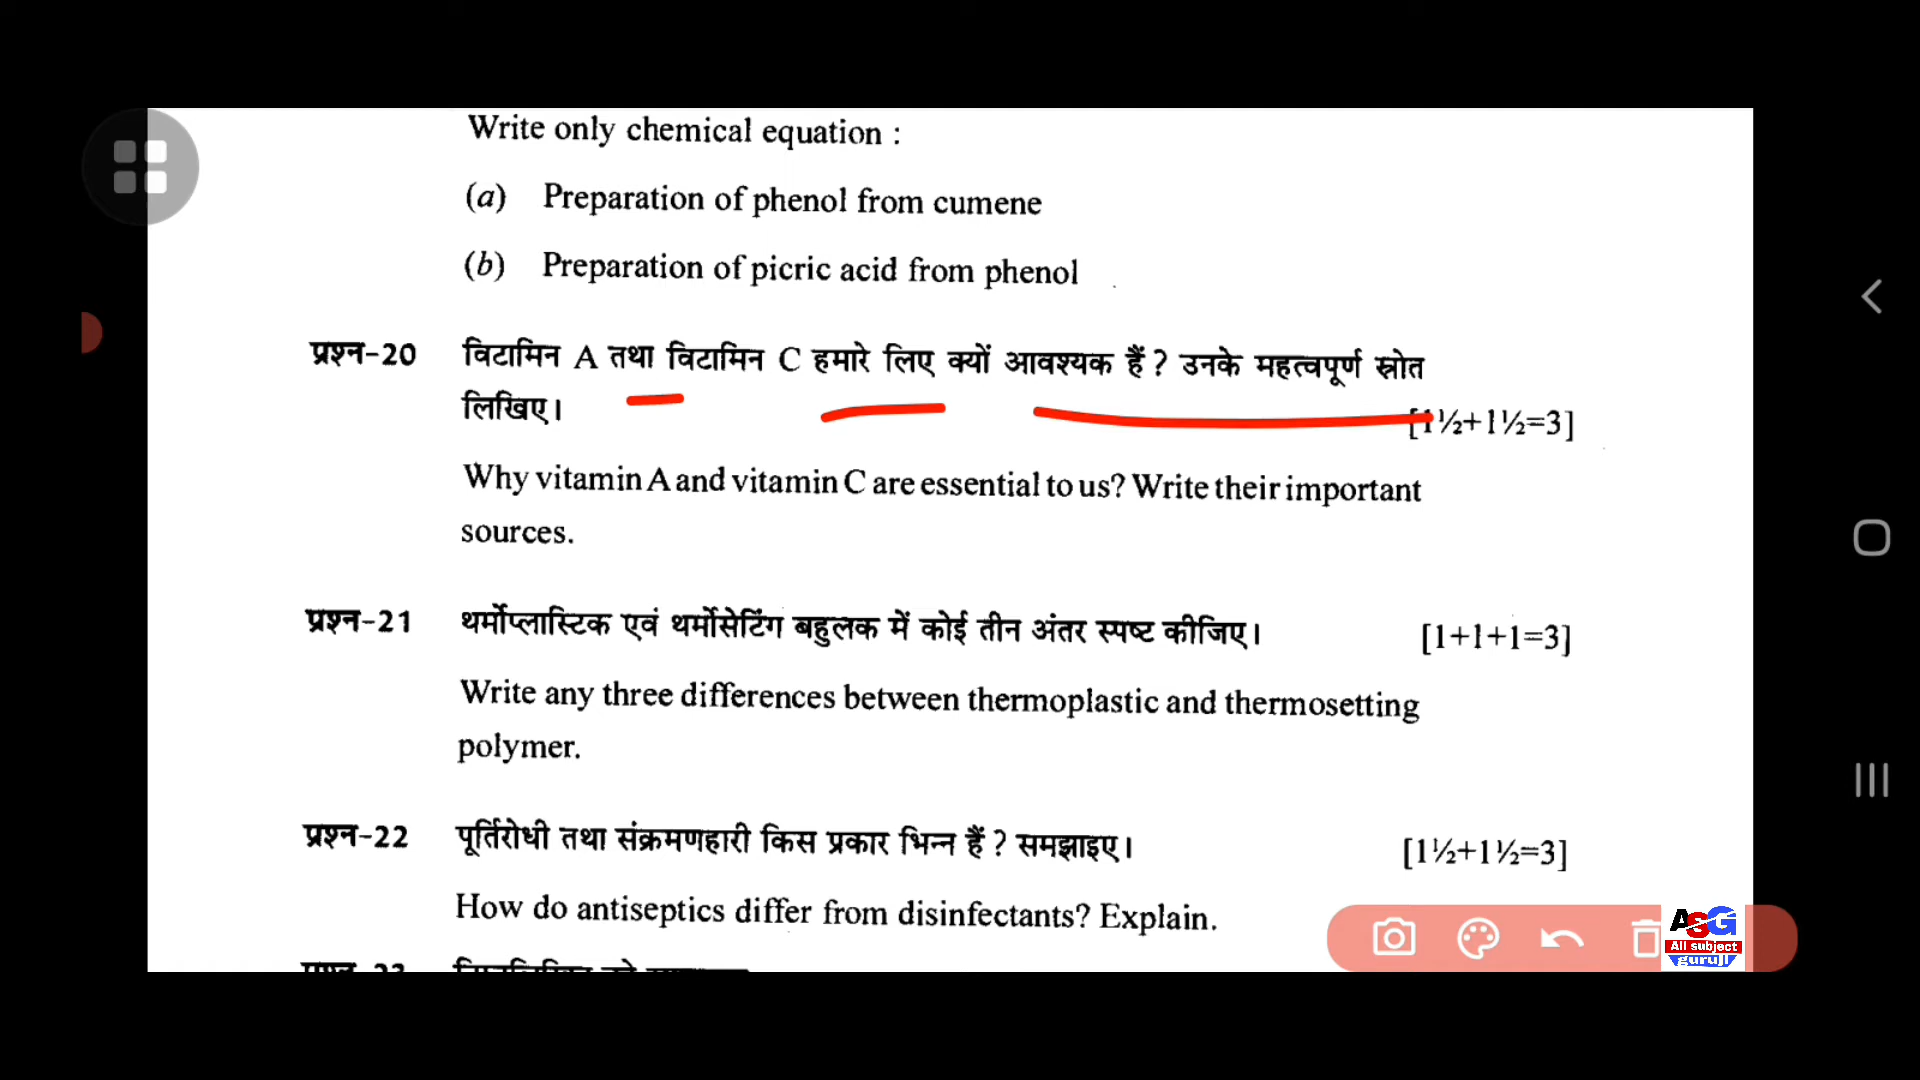 Write only chemical equation :
(a) Preparation of phenol from cumene
(b) Preparation of picric acid from phenol
प्रश्न-20 विटामिन A तथा विटामिन C हमारे लिए क्यों आवश्यक हैं? उनके महत्वपूर्ण स्रोत
लिखिए। [1½+1½=3]
Why vitamin A and vitamin C are essential to us? Write their important
sources.
प्रश्न-21 थर्मोप्लास्टिक एवं थर्मोसेटिंग बहुलक में कोई तीन अंतर स्पष्ट कीजिए। [1+1+1=3]
Write any three differences between thermoplastic and thermosetting
polymer.
प्रश्न-22 पूर्तिरोधी तथा संक्रमणहारी किस प्रकार भिन्न हैं? समझाइए। [1½+1½=3]
How do antiseptics differ from disinfectants? Explain.
ASG
All subject
guruJI